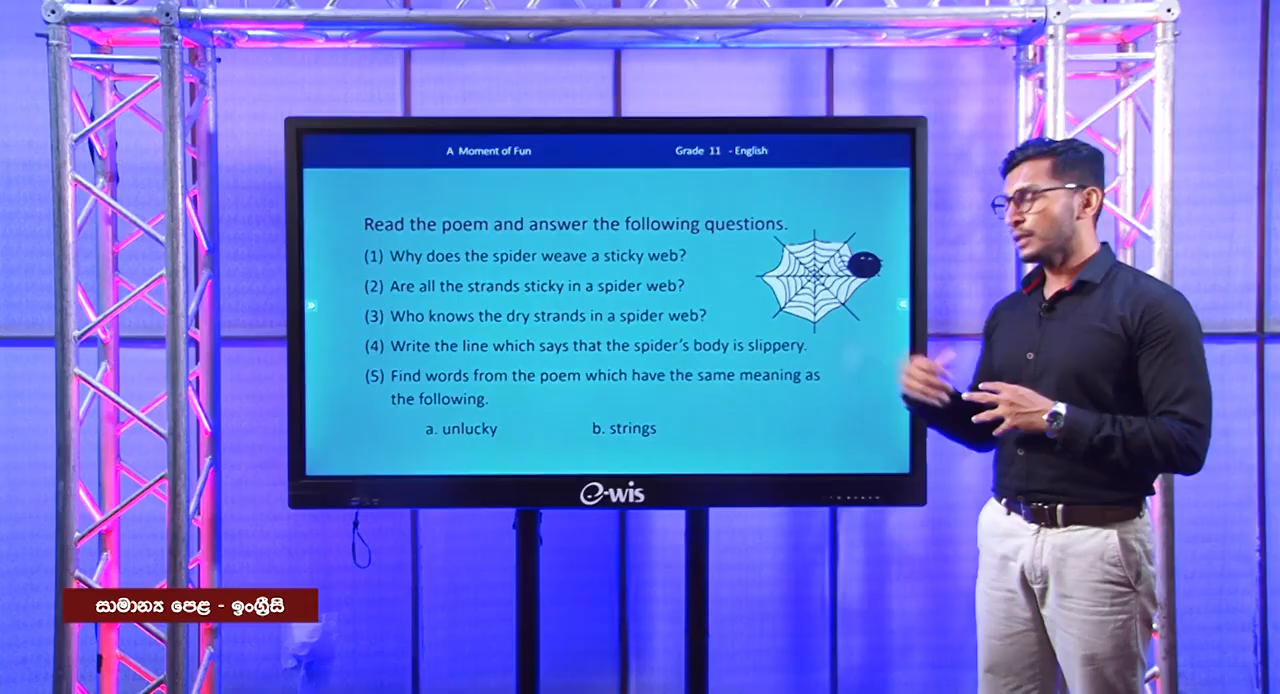 A Moment of Fun
Grade 11 - English
Read the poem and answer the following questions.
(1) Why does the spider weave a sticky web?
(2) Are all the strands sticky in a spider web?
(3) Who knows the dry strands in a spider web?
(4) Write the line which says that the spider's body is slippery.
(5) Find words from the poem which have the same meaning as
the following.
a. unlucky
b. strings
e-wis
සාමාන්‍ය පෙළ - ඉංග්‍රීසි